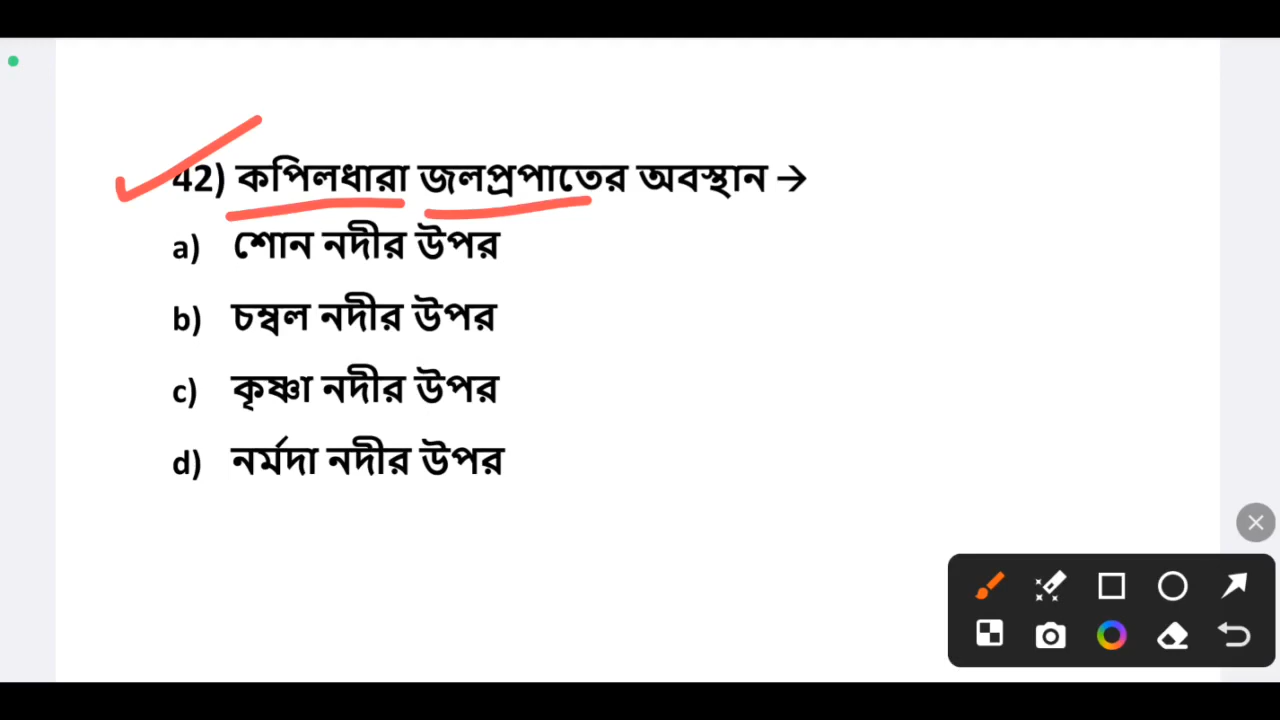 42) কপিলধারা জলপ্রপাতের অবস্থান →
a) শোন নদীর উপর
b) চম্বল নদীর উপর
c) কৃষ্ণা নদীর উপর
d) নর্মদা নদীর উপর